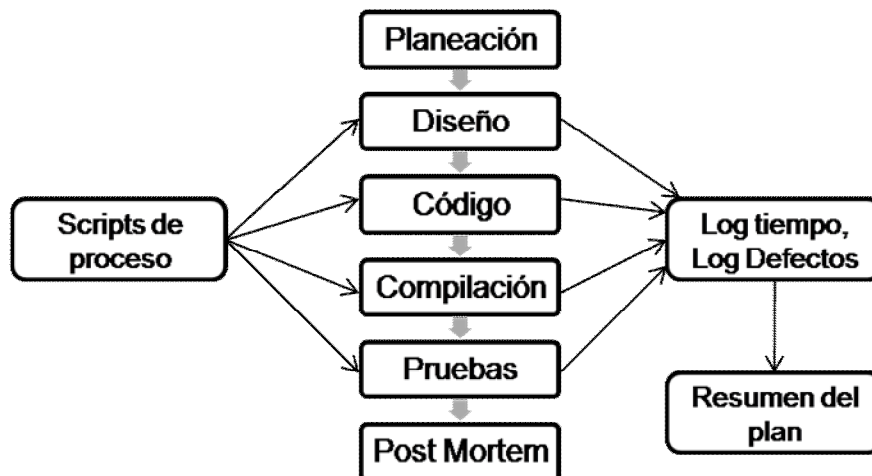 Planeación
Diseño
Código
Compilación
Pruebas
Post Mortem
Scripts de
proceso
Log tiempo,
Log Defectos
Resumen del
plan